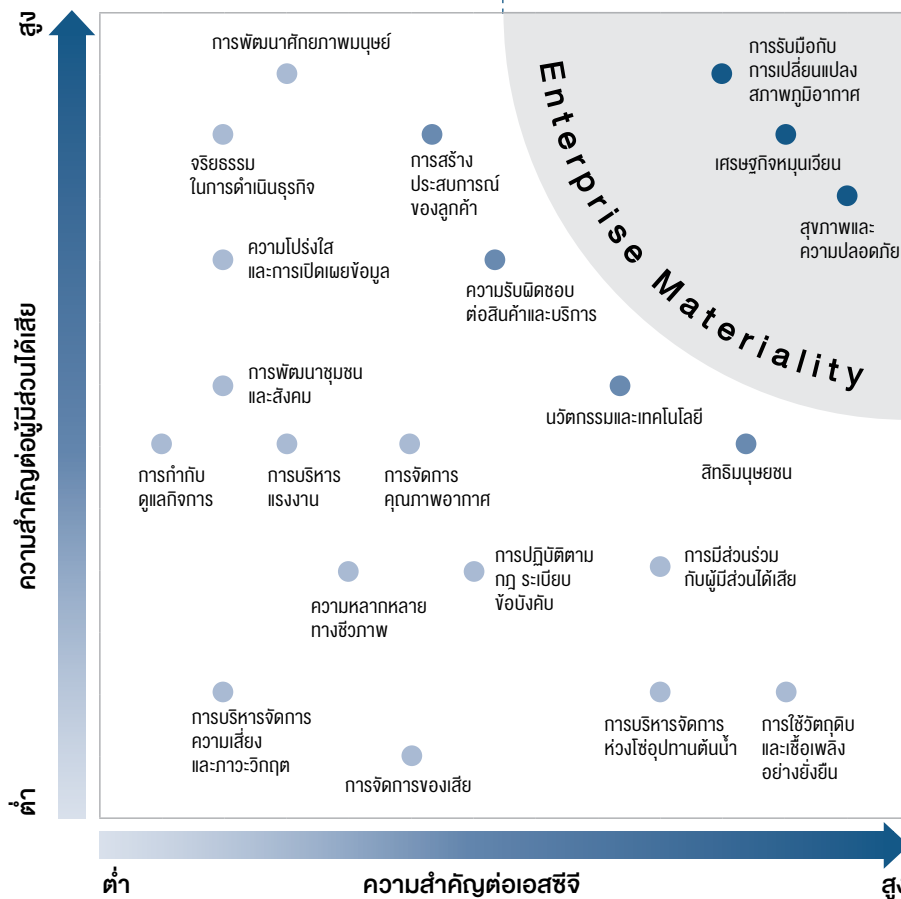 สูง
ความสำคัญต่อผู้มีส่วนได้เสีย
ต่ำ
การพัฒนาศักยภาพมนุษย์
การรับมือกับ
การเปลี่ยนแปลง
สภาพภูมิอากาศ
Enterprise Materiality
จริยธรรม
ในการดำเนินธุรกิจ
การสร้าง
ประสบการณ์
ของลูกค้า
เศรษฐกิจหมุนเวียน
สุขภาพและ
ความปลอดภัย
ความโปร่งใส
และการเปิดเผยข้อมูล
ความรับผิดชอบ
ต่อสินค้าและบริการ
การพัฒนาชุมชน
และสังคม
นวัตกรรมและเทคโนโลยี
การกำกับ
ดูแลกิจการ
การบริหาร
แรงงาน
การจัดการ
คุณภาพอากาศ
สิทธิมนุษยชน
ความหลากหลาย
ทางชีวภาพ
การปฏิบัติตาม
กฎ ระเบียบ
ข้อบังคับ
การมีส่วนร่วม
กับผู้มีส่วนได้เสีย
การบริหารจัดการ
ความเสี่ยง
และภาวะวิกฤต
การจัดการของเสีย
การบริหารจัดการ
ห่วงโซ่อุปทานต้นน้ำ
การใช้วัตถุดิบ
และเชื้อเพลิง
อย่างยั่งยืน
ต่ำ
ความสำคัญต่อเอสซีจี
สูง